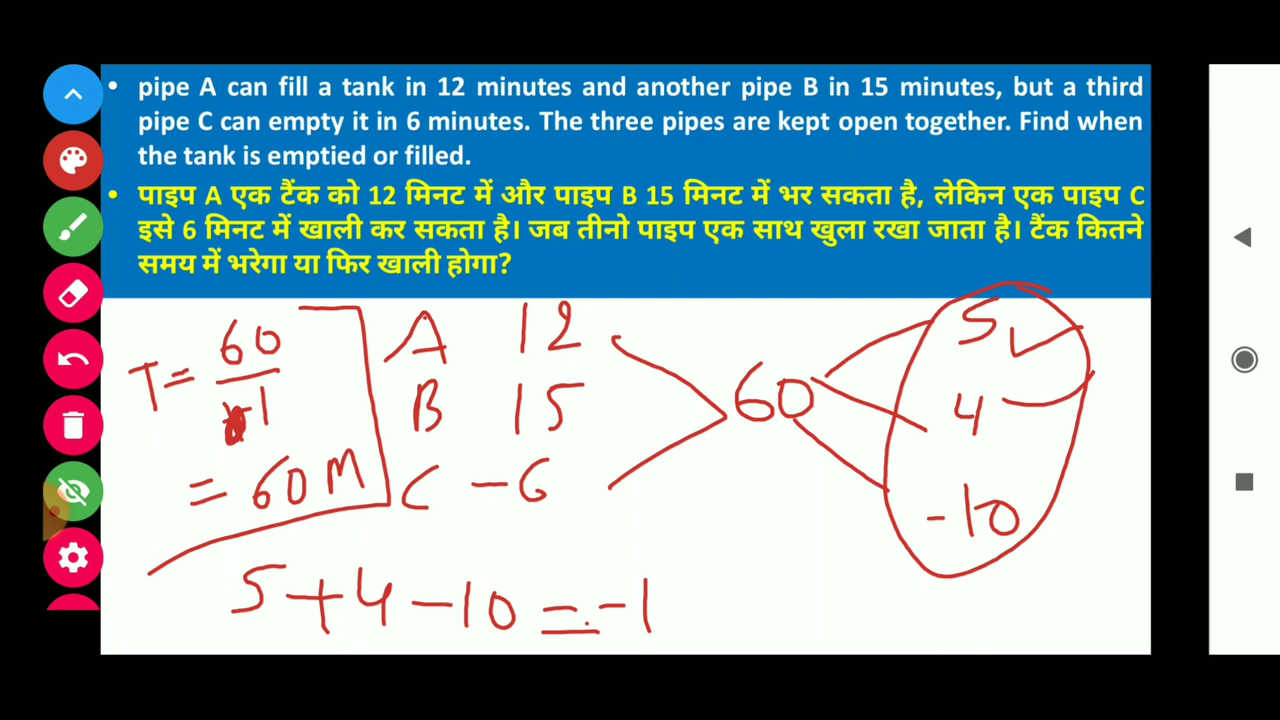 • pipe A can fill a tank in 12 minutes and another pipe B in 15 minutes, but a third
pipe C can empty it in 6 minutes. The three pipes are kept open together. Find when
the tank is emptied or filled.
• पाइप A एक टैंक को 12 मिनट में और पाइप B 15 मिनट में भर सकता है, लेकिन एक पाइप C
इसे 6 मिनट में खाली कर सकता है। जब तीनो पाइप एक साथ खुला रखा जाता है। टैंक कितने
समय में भरेगा या फिर खाली होगा?
T = 60/1
= 60 M
A 12
B 15
C - 6
60
5
4
-10
5 + 4 - 10 = -1